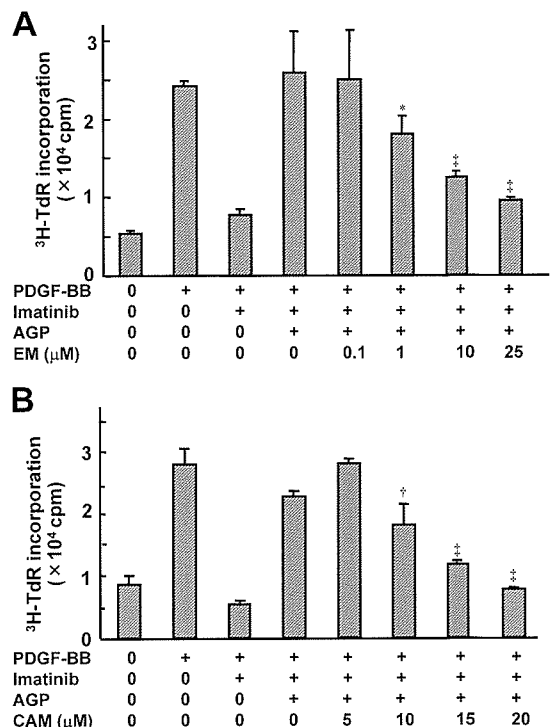 A
³H-TdR incorporation
(×10⁴ cpm)
3
2
1
0
*
‡
‡
PDGF-BB 0 + + + + + + +
Imatinib 0 0 + + + + + +
AGP 0 0 0 + + + + +
EM (μM) 0 0 0 0 0.1 1 10 25
B
³H-TdR incorporation
(×10⁴ cpm)
3
2
1
0
†
‡
‡
PDGF-BB 0 + + + + + + +
Imatinib 0 0 + + + + + +
AGP 0 0 0 + + + + +
CAM (μM) 0 0 0 0 5 10 15 20